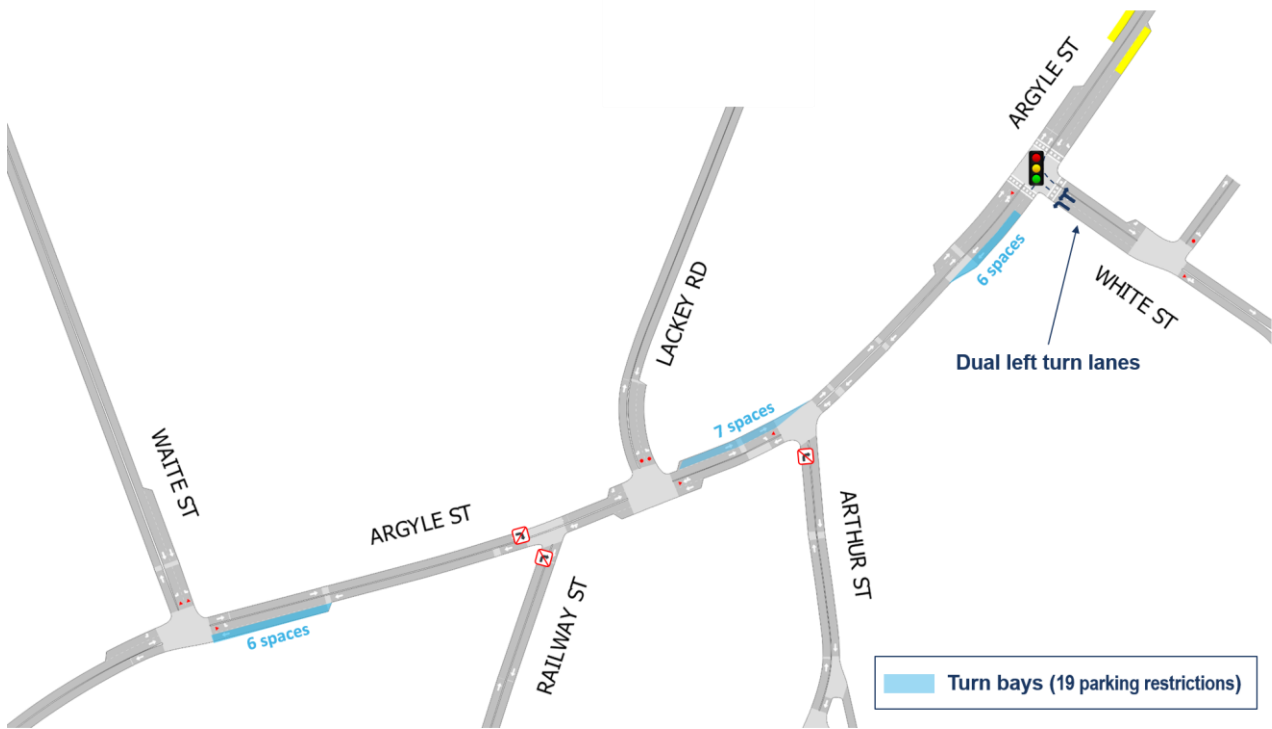 ARGYLE ST
6 spaces
WHITE ST
Dual left turn lanes
LACKEY RD
7 spaces
WAITE ST
ARGYLE ST
ARTHUR ST
RAILWAY ST
6 spaces
Turn bays (19 parking restrictions)